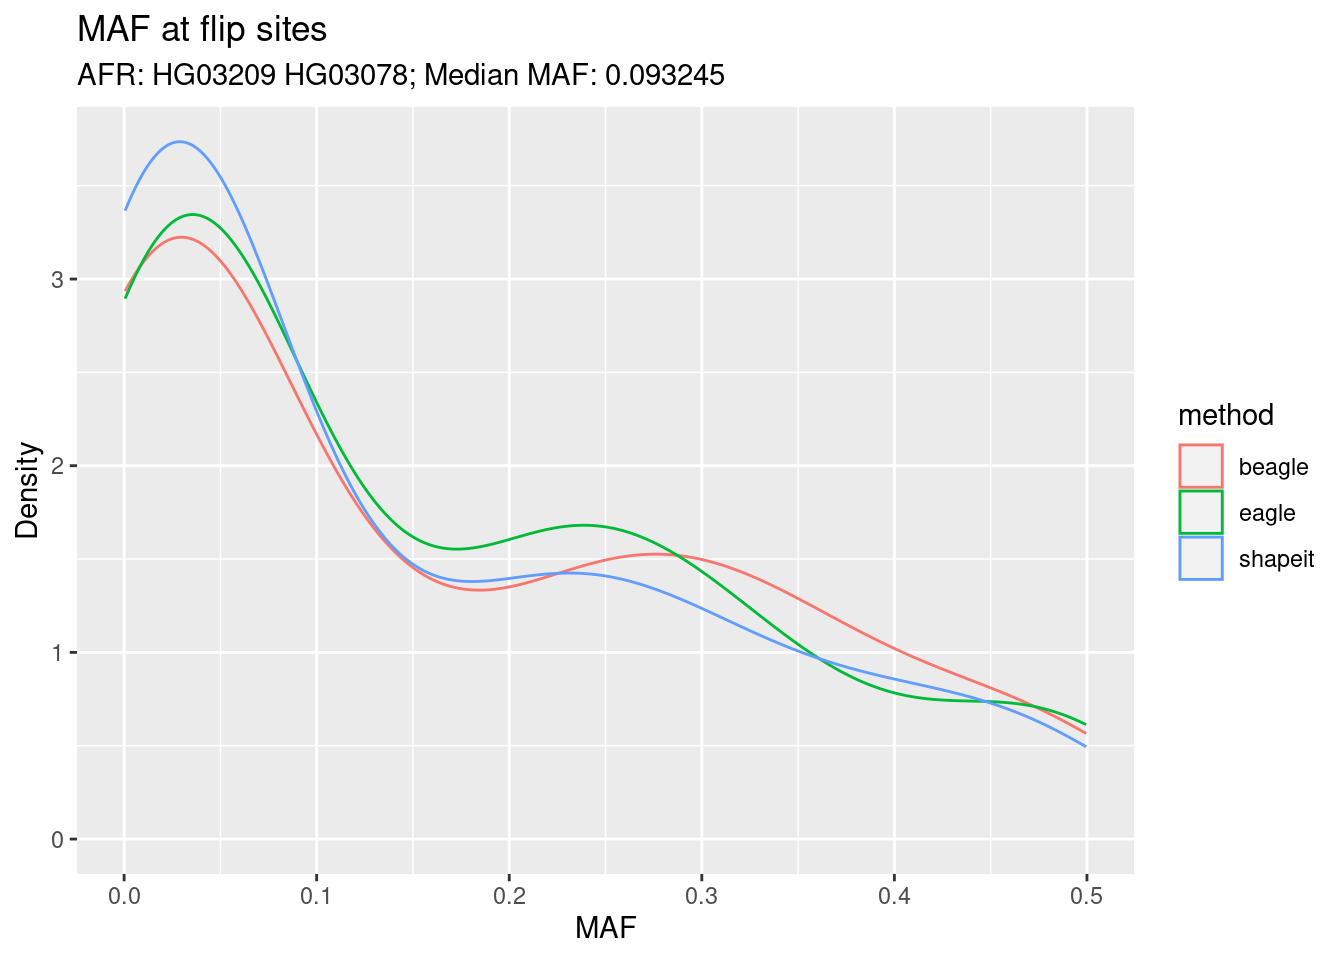 MAF at flip sites
AFR: HG03209 HG03078; Median MAF: 0.093245
Density
3
2
1
0
0.0 0.1 0.2 0.3 0.4 0.5
MAF
method
beagle
eagle
shapeit